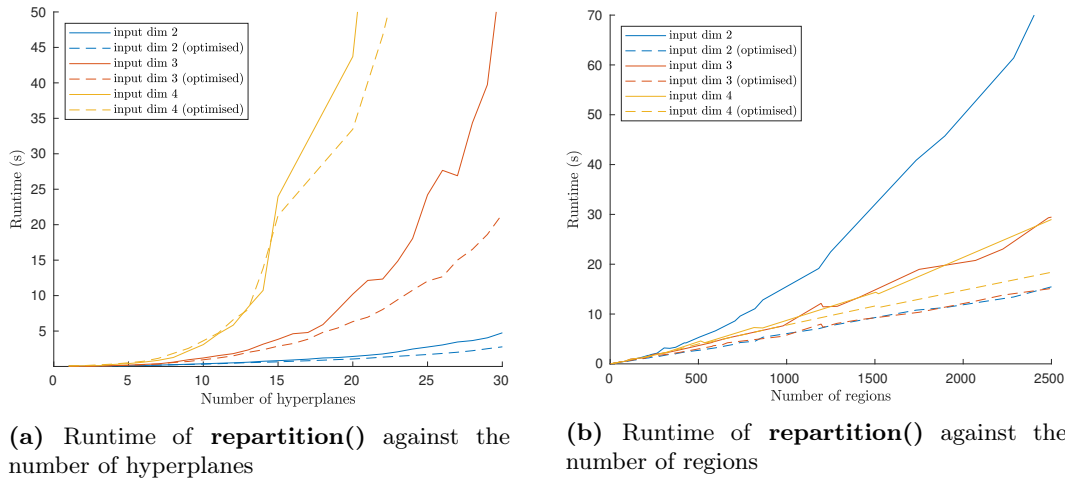 50
45
40
35
30
25
20
15
10
5
Runtime (s)
input dim 2
input dim 2 (optimised)
input dim 3
input dim 3 (optimised)
input dim 4
input dim 4 (optimised)
0 5 10 15 20 25 30
Number of hyperplanes
(a) Runtime of repartition() against the
number of hyperplanes
70
60
50
40
30
20
10
0
Runtime (s)
input dim 2
input dim 2 (optimised)
input dim 3
input dim 3 (optimised)
input dim 4
input dim 4 (optimised)
0 500 1000 1500 2000 2500
Number of regions
(b) Runtime of repartition() against the
number of regions